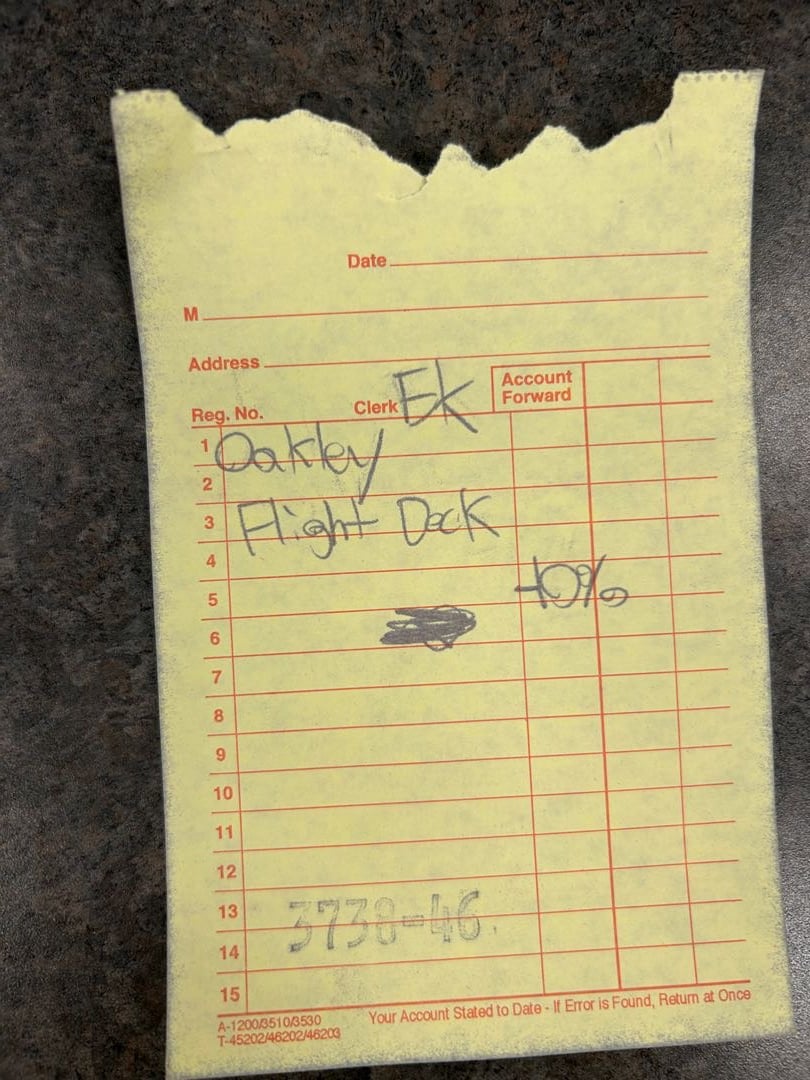 Date
M
Address
Reg. No. Clerk EK Account Forward
1 Oakley
2
3 Flight Deck
4
5 -10%
6
7
8
9
10
11
12
13 3738-46
14
15
A-1200/3510/3530
T-45202/46202/46203
Your Account Stated to Date - If Error is Found, Return at Once